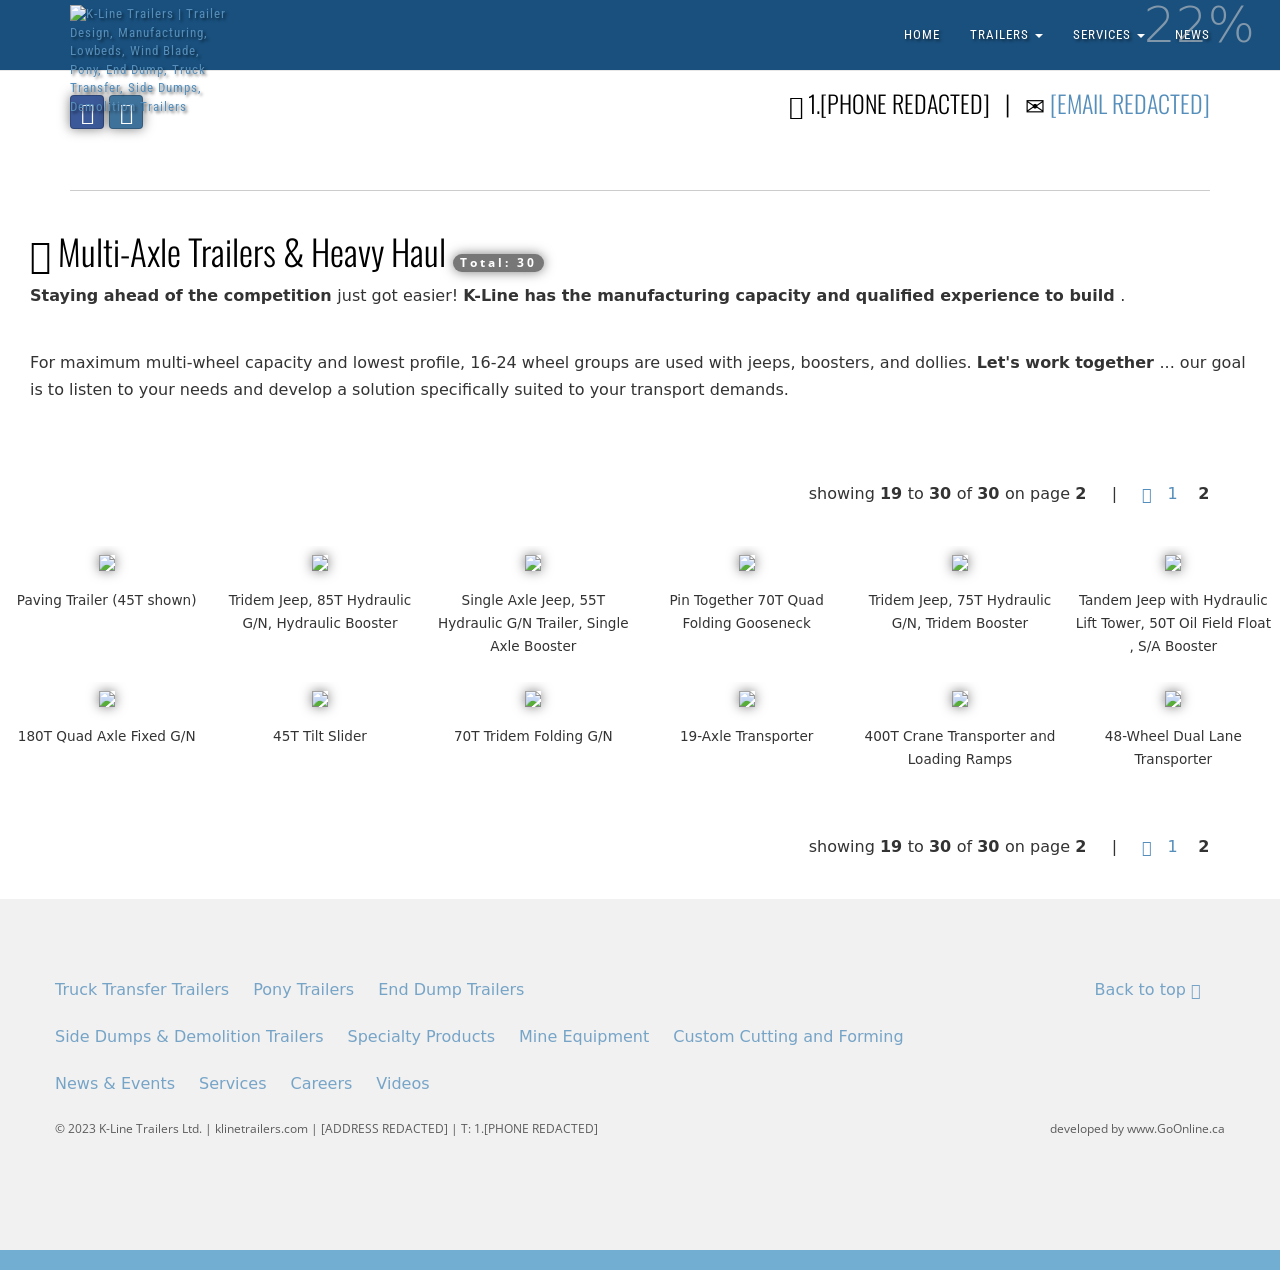 K-Line Trailers | Trailer
Design, Manufacturing,
Lowbeds, Wind Blade,
Pony, End Dump, Truck
Transfer, Side Dumps,
Demolition Trailers
HOME TRAILERS SERVICES NEWS
22%
1.[PHONE REDACTED] | ✉ [EMAIL REDACTED]
Multi-Axle Trailers & Heavy Haul Total: 30
Staying ahead of the competition just got easier! K-Line has the manufacturing capacity and qualified experience to build .
For maximum multi-wheel capacity and lowest profile, 16-24 wheel groups are used with jeeps, boosters, and dollies. Let's work together ... our goal
is to listen to your needs and develop a solution specifically suited to your transport demands.
showing 19 to 30 of 30 on page 2 | 1 2
Paving Trailer (45T shown)
Tridem Jeep, 85T Hydraulic
G/N, Hydraulic Booster
Single Axle Jeep, 55T
Hydraulic G/N Trailer, Single
Axle Booster
Pin Together 70T Quad
Folding Gooseneck
Tridem Jeep, 75T Hydraulic
G/N, Tridem Booster
Tandem Jeep with Hydraulic
Lift Tower, 50T Oil Field Float
, S/A Booster
180T Quad Axle Fixed G/N
45T Tilt Slider
70T Tridem Folding G/N
19-Axle Transporter
400T Crane Transporter and
Loading Ramps
48-Wheel Dual Lane
Transporter
showing 19 to 30 of 30 on page 2 | 1 2
Truck Transfer Trailers Pony Trailers End Dump Trailers
Back to top
Side Dumps & Demolition Trailers Specialty Products Mine Equipment Custom Cutting and Forming
News & Events Services Careers Videos
© 2023 K-Line Trailers Ltd. | klinetrailers.com | [ADDRESS REDACTED] | T: 1.[PHONE REDACTED]
developed by www.GoOnline.ca